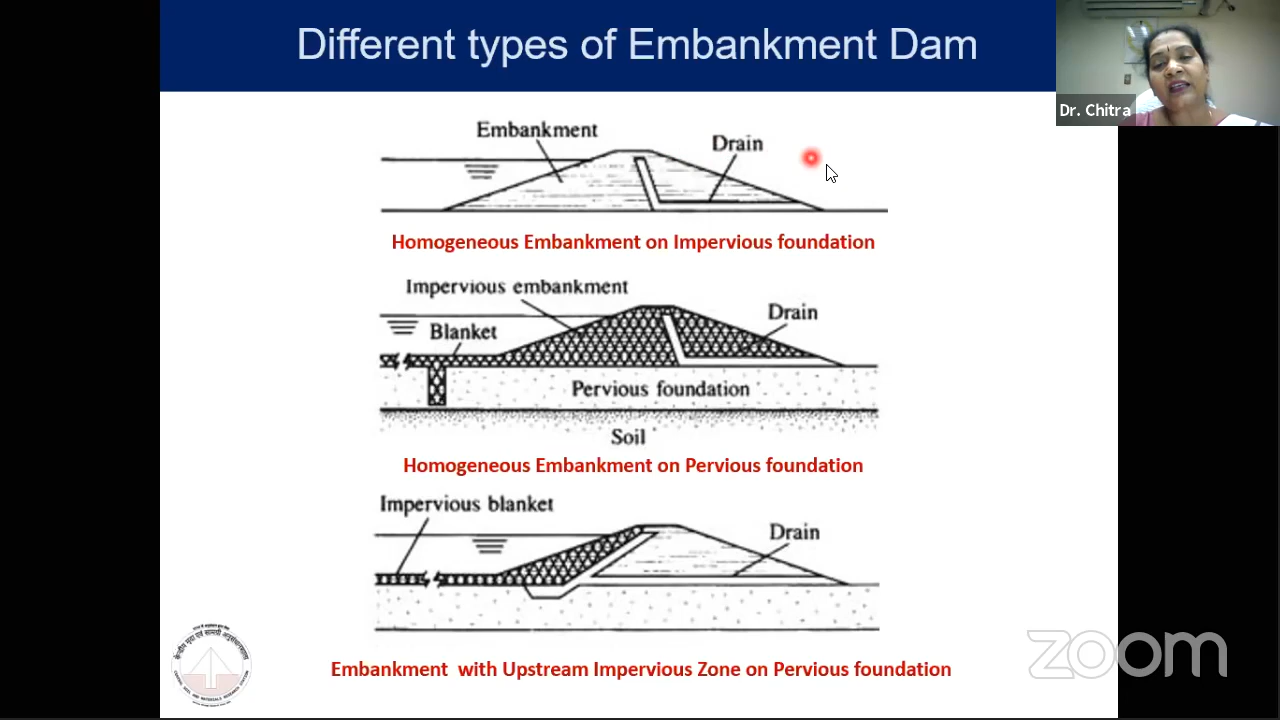 Different types of Embankment Dam
Dr. Chitra
Embankment
Drain
Homogeneous Embankment on Impervious foundation
Impervious embankment
Drain
Blanket
Pervious foundation
Soil
Homogeneous Embankment on Pervious foundation
Impervious blanket
Drain
zoom
Embankment with Upstream Impervious Zone on Pervious foundation